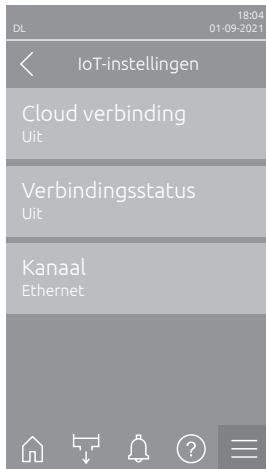 18:04
DL
01-09-2021
IoT-instellingen
Cloud verbinding
Uit
Verbindingsstatus
Uit
Kanaal
Ethernet
?